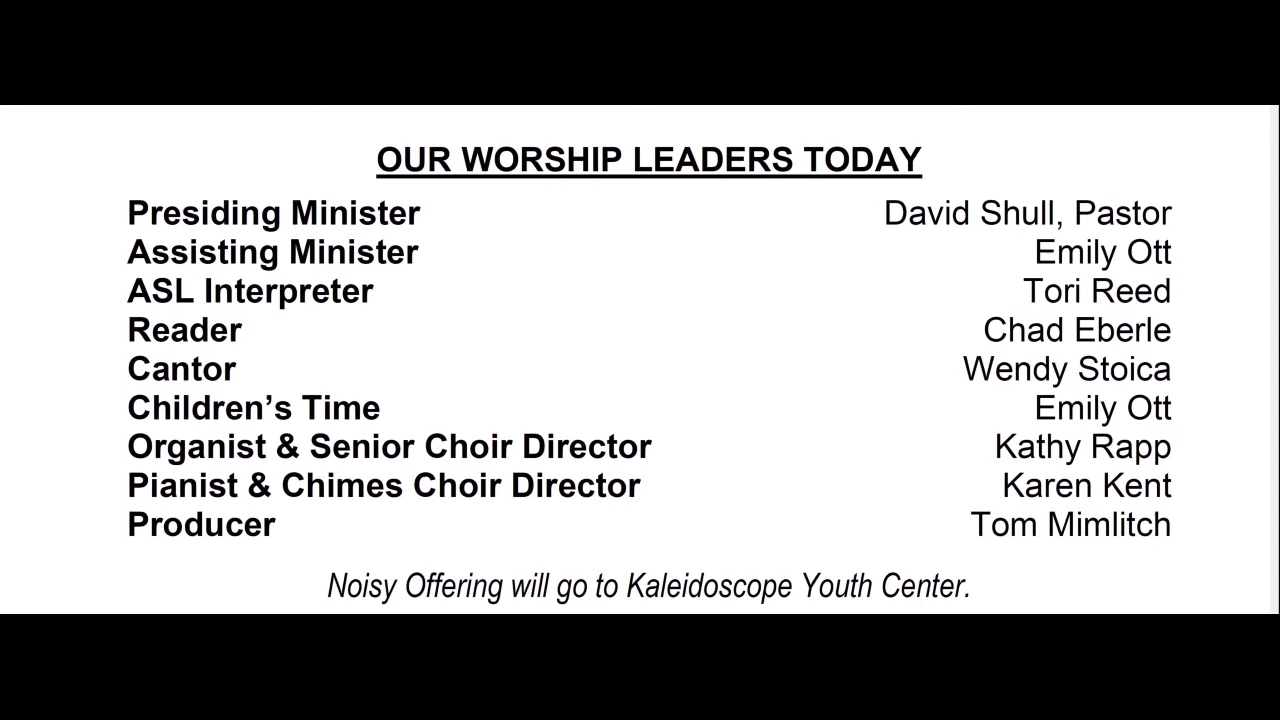 OUR WORSHIP LEADERS TODAY
Presiding Minister David Shull, Pastor
Assisting Minister Emily Ott
ASL Interpreter Tori Reed
Reader Chad Eberle
Cantor Wendy Stoica
Children’s Time Emily Ott
Organist & Senior Choir Director Kathy Rapp
Pianist & Chimes Choir Director Karen Kent
Producer Tom Mimlitch
Noisy Offering will go to Kaleidoscope Youth Center.